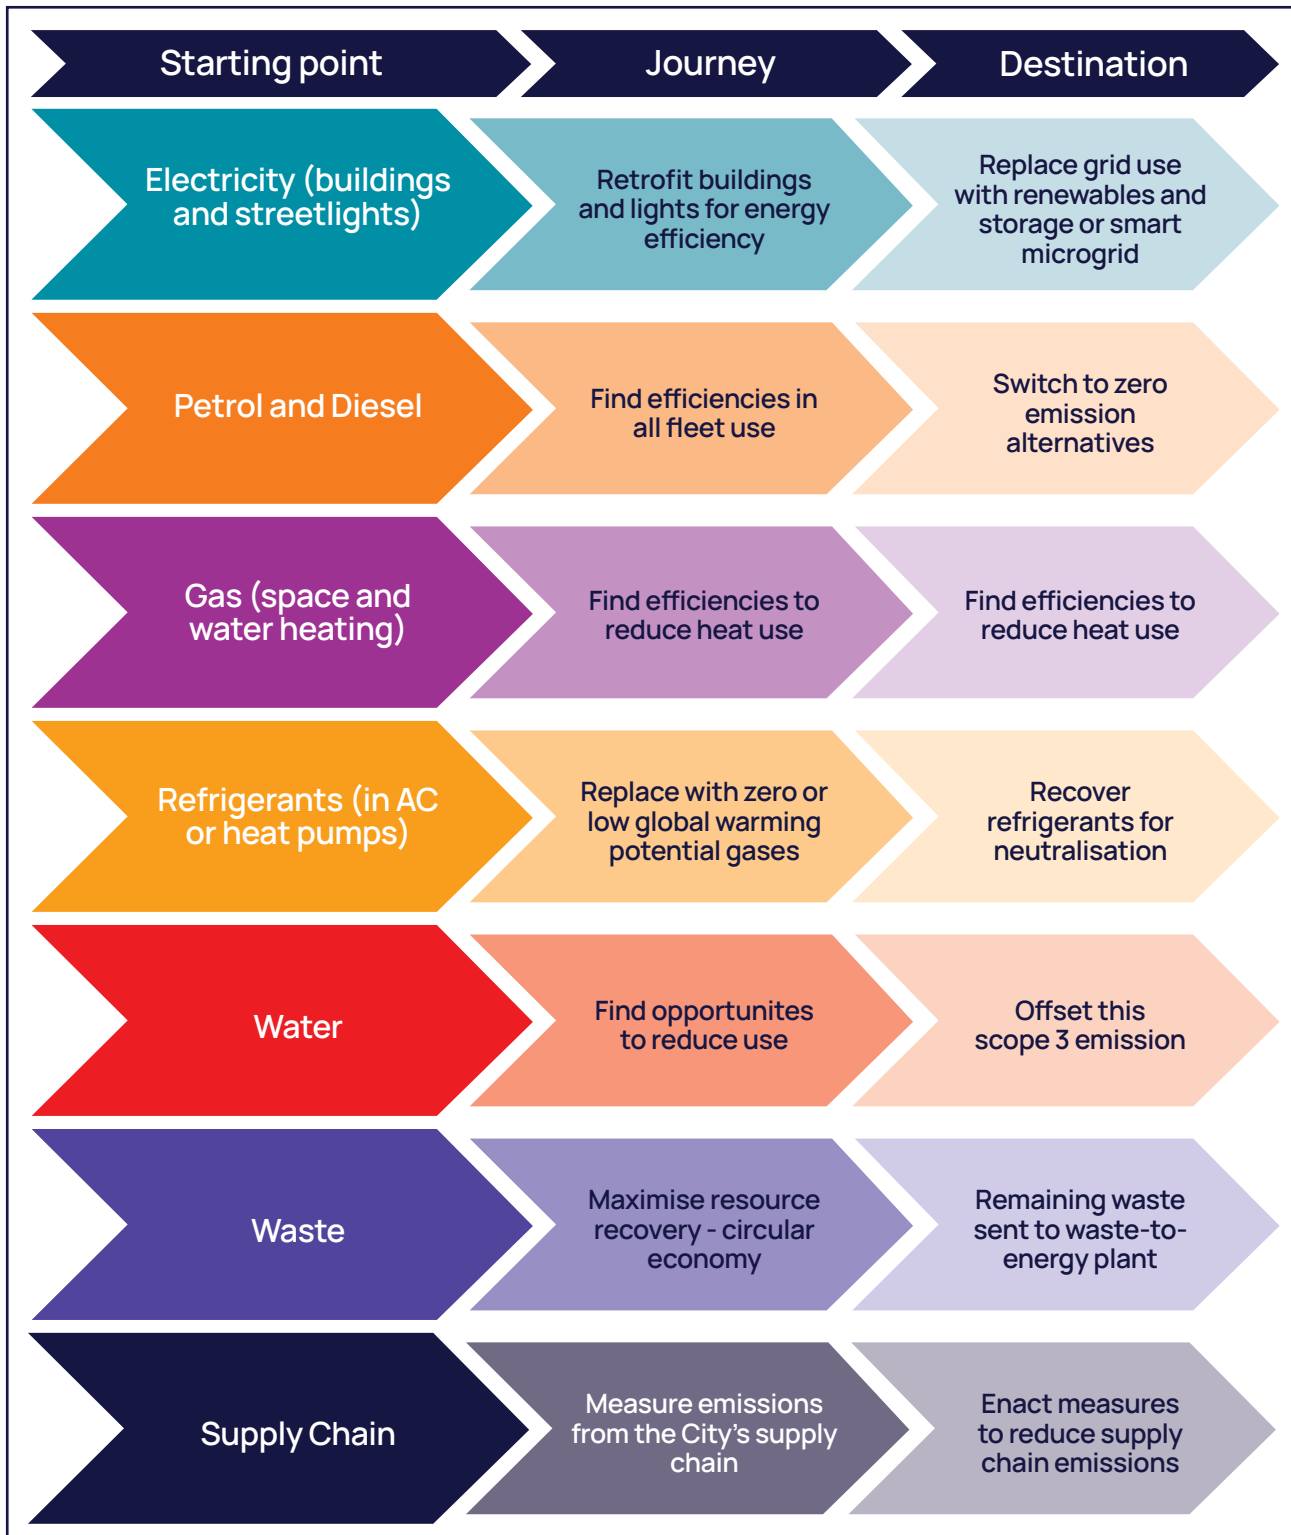 Starting point
Journey
Destination
Electricity (buildings
and streetlights)
Retrofit buildings
and lights for energy
efficiency
Replace grid use
with renewables and
storage or smart
microgrid
Petrol and Diesel
Find efficiencies in
all fleet use
Switch to zero
emission
alternatives
Gas (space and
water heating)
Find efficiencies to
reduce heat use
Find efficiencies to
reduce heat use
Refrigerants (in AC
or heat pumps)
Replace with zero or
low global warming
potential gases
Recover
refrigerants for
neutralisation
Water
Find opportunites
to reduce use
Offset this
scope 3 emission
Waste
Maximise resource
recovery - circular
economy
Remaining waste
sent to waste-to-
energy plant
Supply Chain
Measure emissions
from the City's supply
chain
Enact measures
to reduce supply
chain emissions